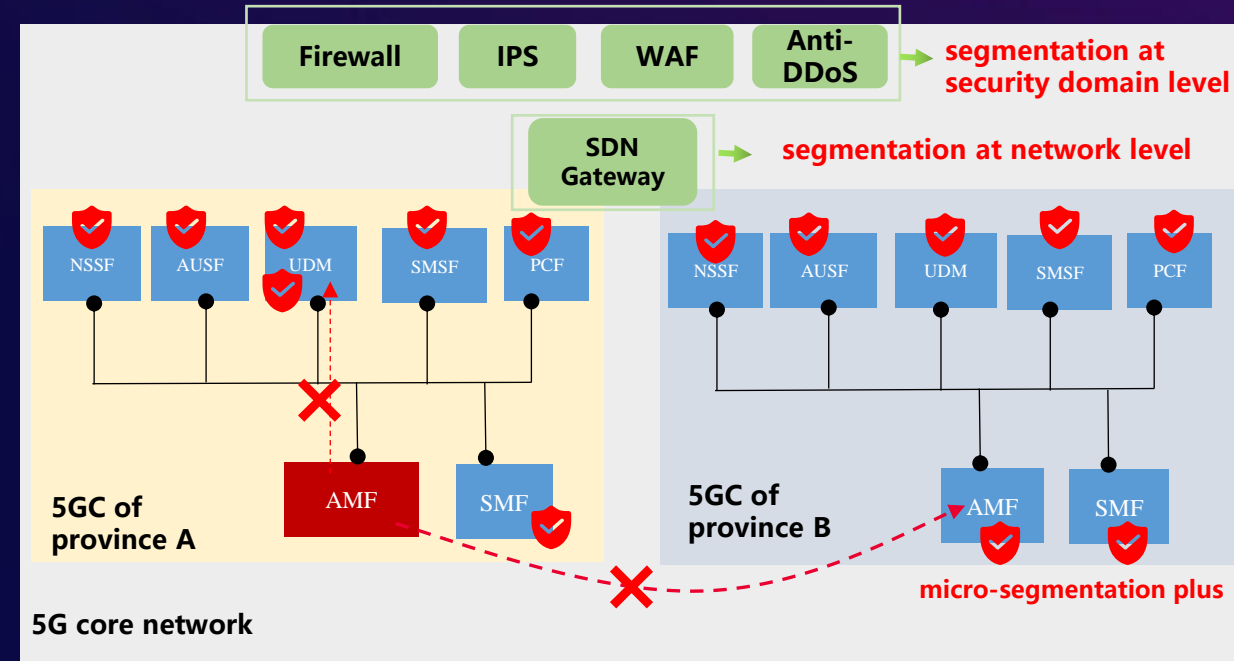 Firewall
IPS
WAF
Anti-
DDoS
segmentation at
security domain level
SDN
Gateway
segmentation at network level
NSSF
AUSF
UDM
SMSF
PCF
NSSF
AUSF
UDM
SMSF
PCF
AMF
SMF
5GC of
province A
5GC of
province B
AMF
SMF
micro-segmentation plus
5G core network